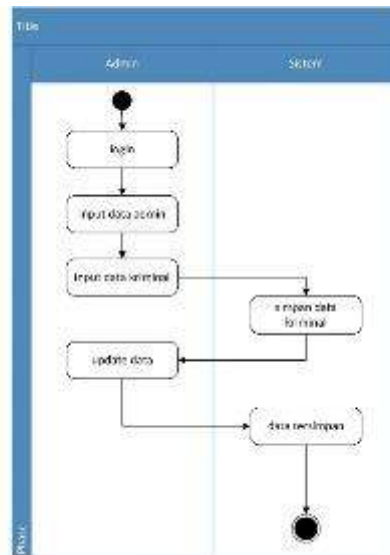 Title
Admin
Sistem
login
input data admin
input data kriminal
simpan data
kriminal
update data
data tersimpan
Phase